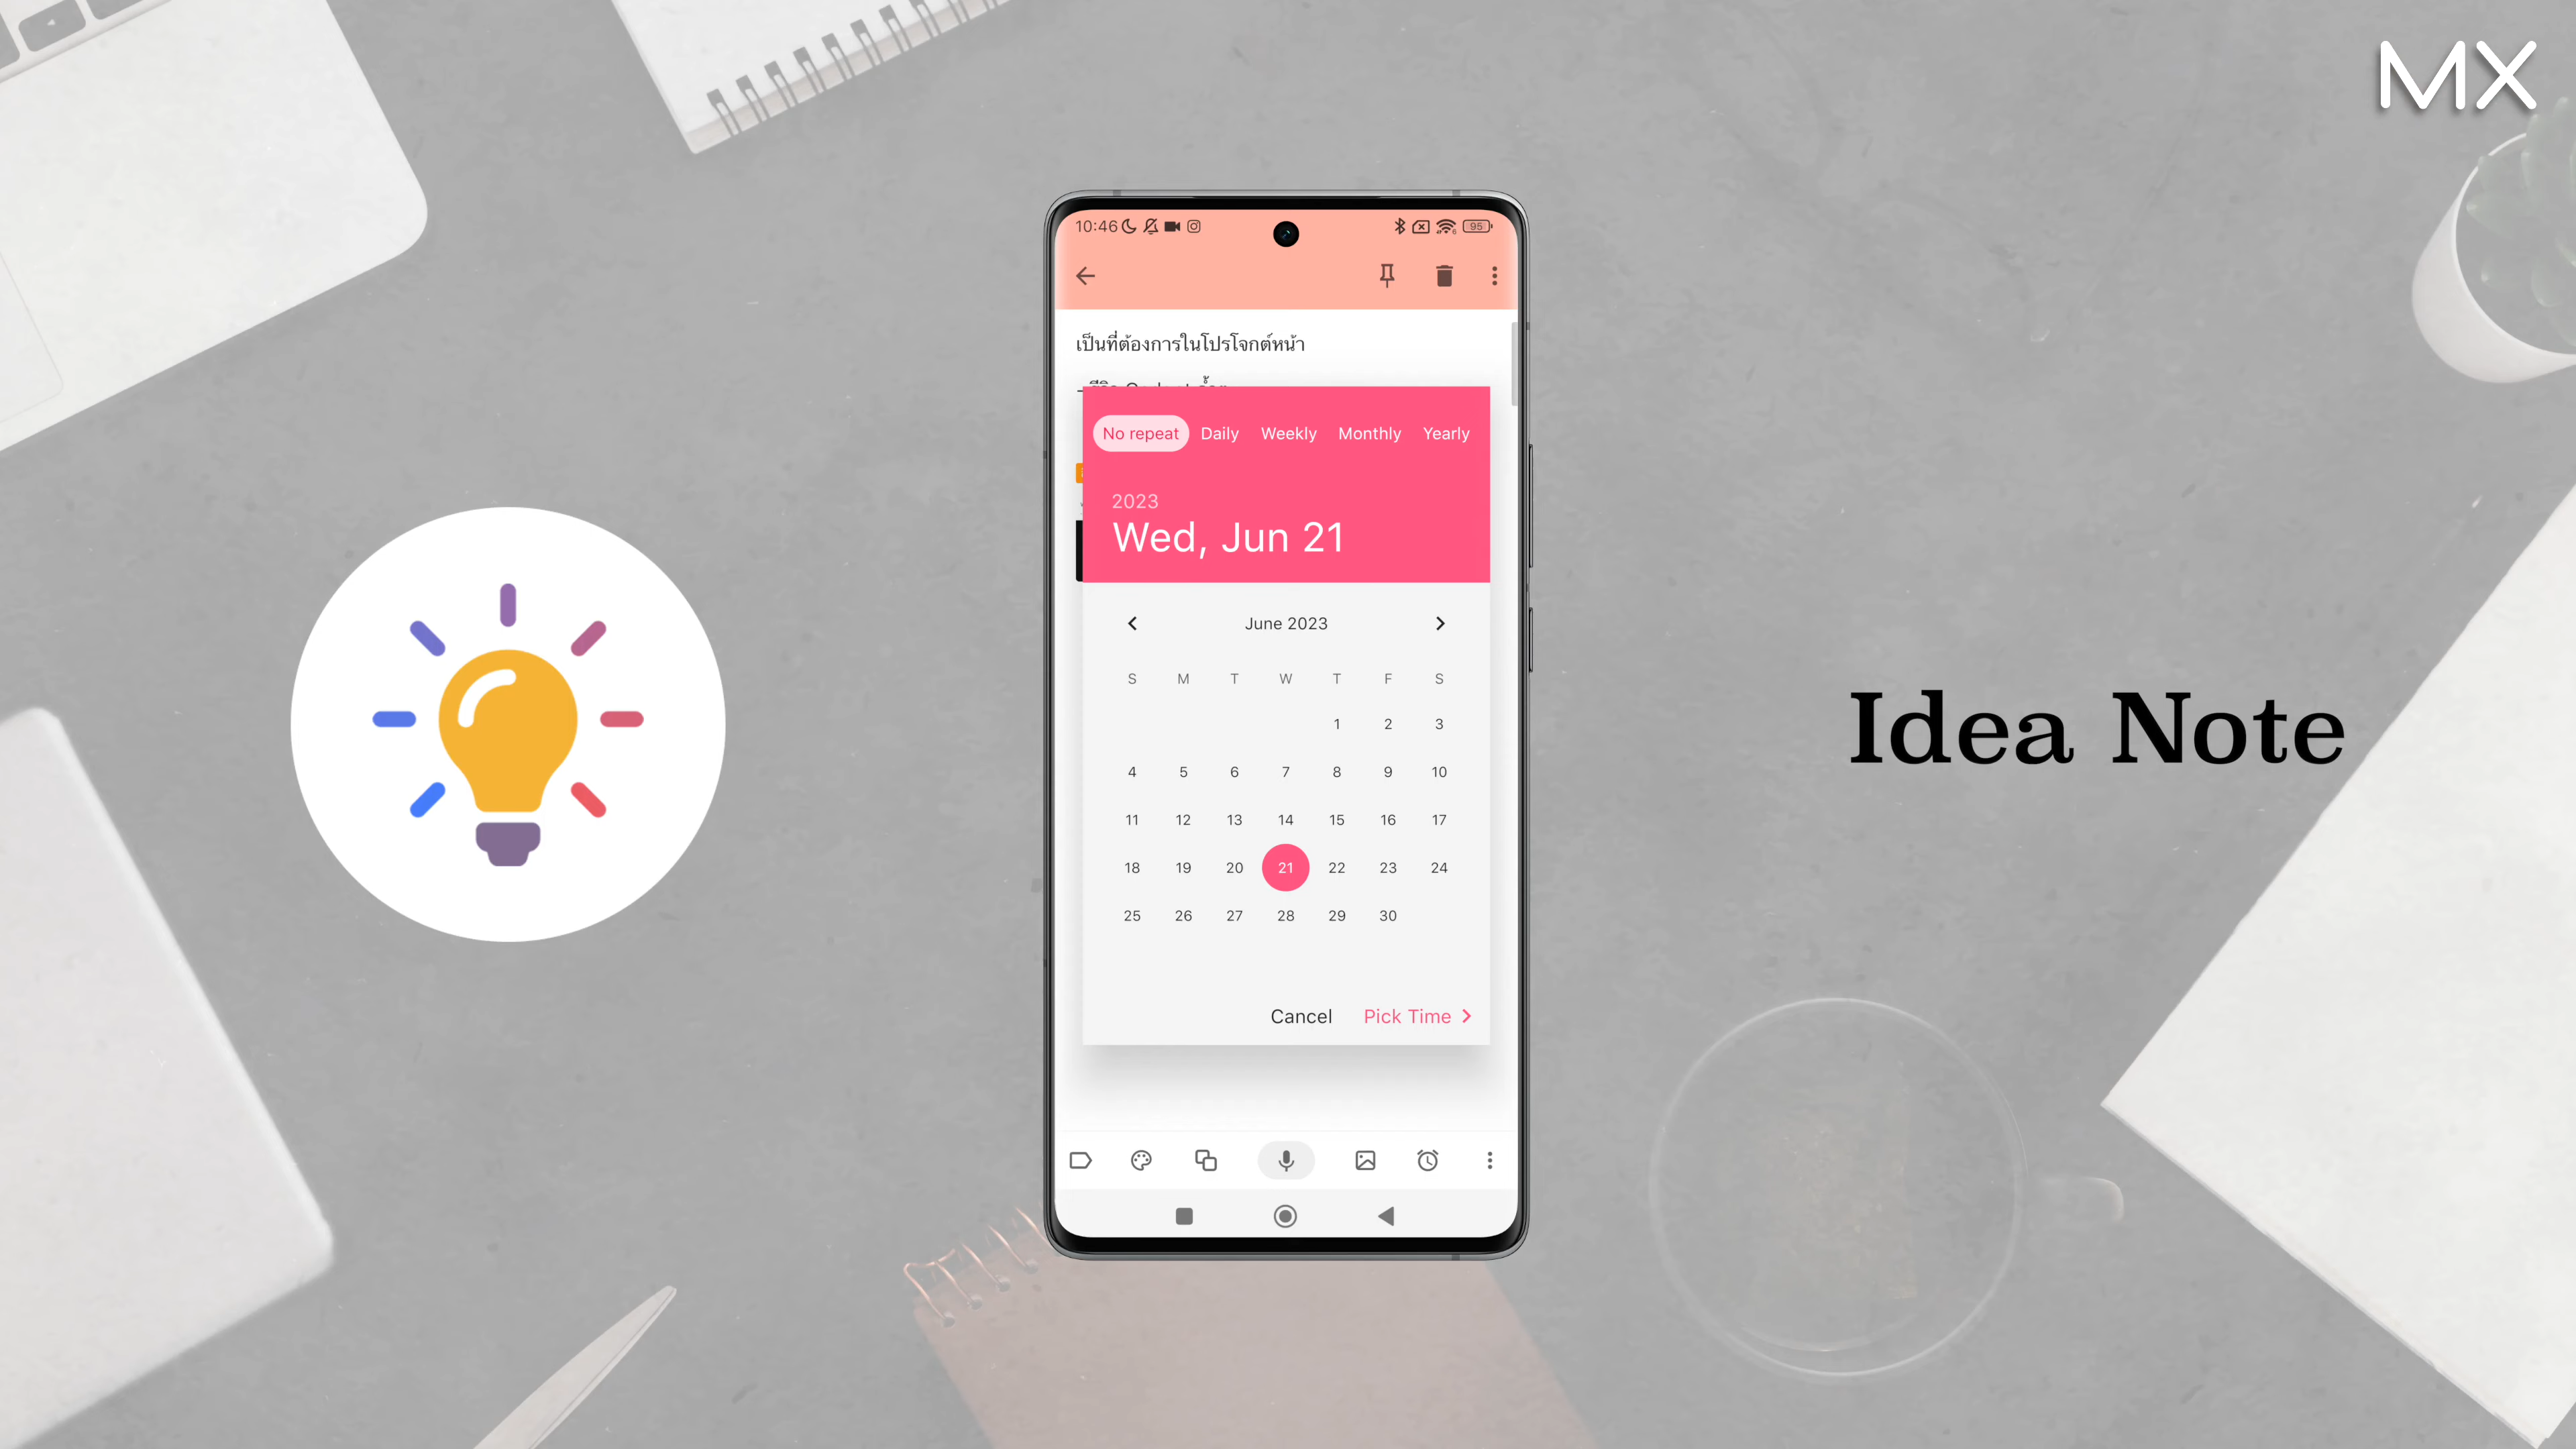 MX
10:46
95
เป็นที่ต้องการในโปรโจกต์หน้า
No repeat Daily Weekly Monthly Yearly
2023
Wed, Jun 21
June 2023
S M T W T F S
1 2 3
4 5 6 7 8 9 10
11 12 13 14 15 16 17
18 19 20 21 22 23 24
25 26 27 28 29 30
Cancel Pick Time
Idea Note